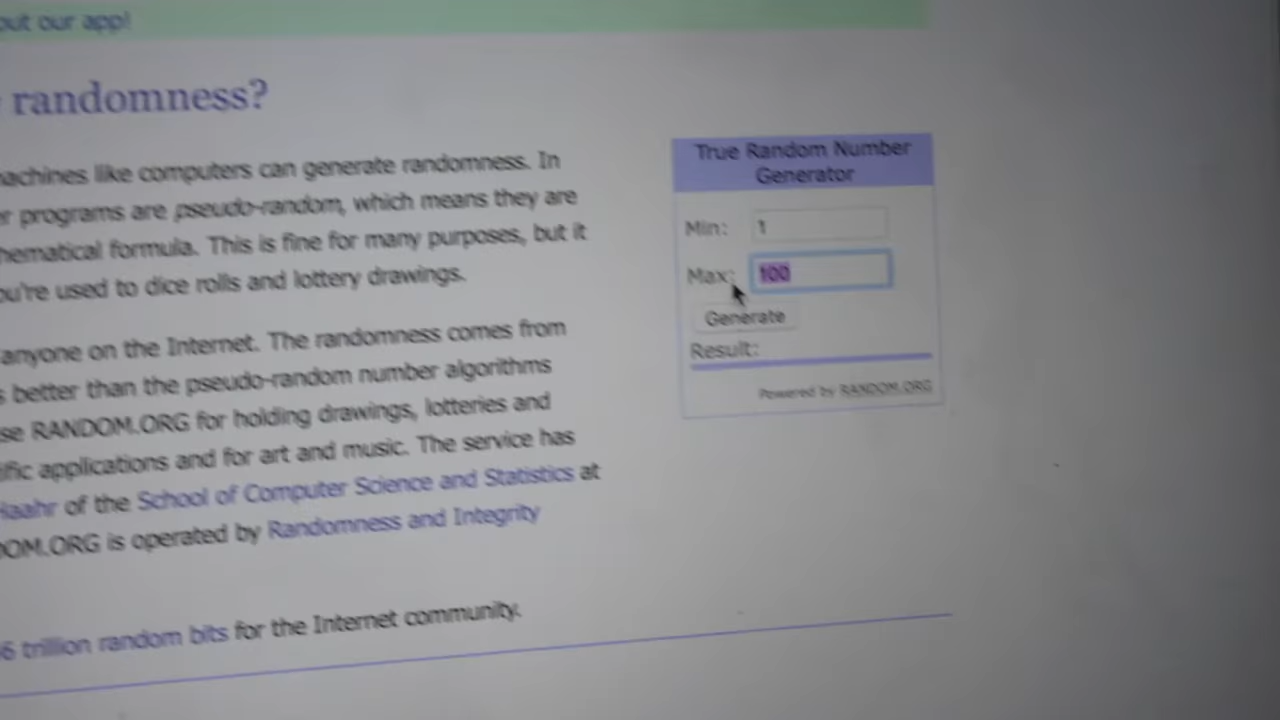 out our app!
randomness?
machines like computers can generate randomness. In
er programs are pseudo-random, which means they are
hematical formula. This is fine for many purposes, but it
ou're used to dice rolls and lottery drawings.
anyone on the Internet. The randomness comes from
s better than the pseudo-random number algorithms
se RANDOM.ORG for holding drawings, lotteries and
ific applications and for art and music. The service has
Haahr of the School of Computer Science and Statistics at
DOM.ORG is operated by Randomness and Integrity
6 trillion random bits for the Internet community.
True Random Number
Generator
Min: 1
Max: 100
Generate
Result:
Powered by RANDOM.ORG